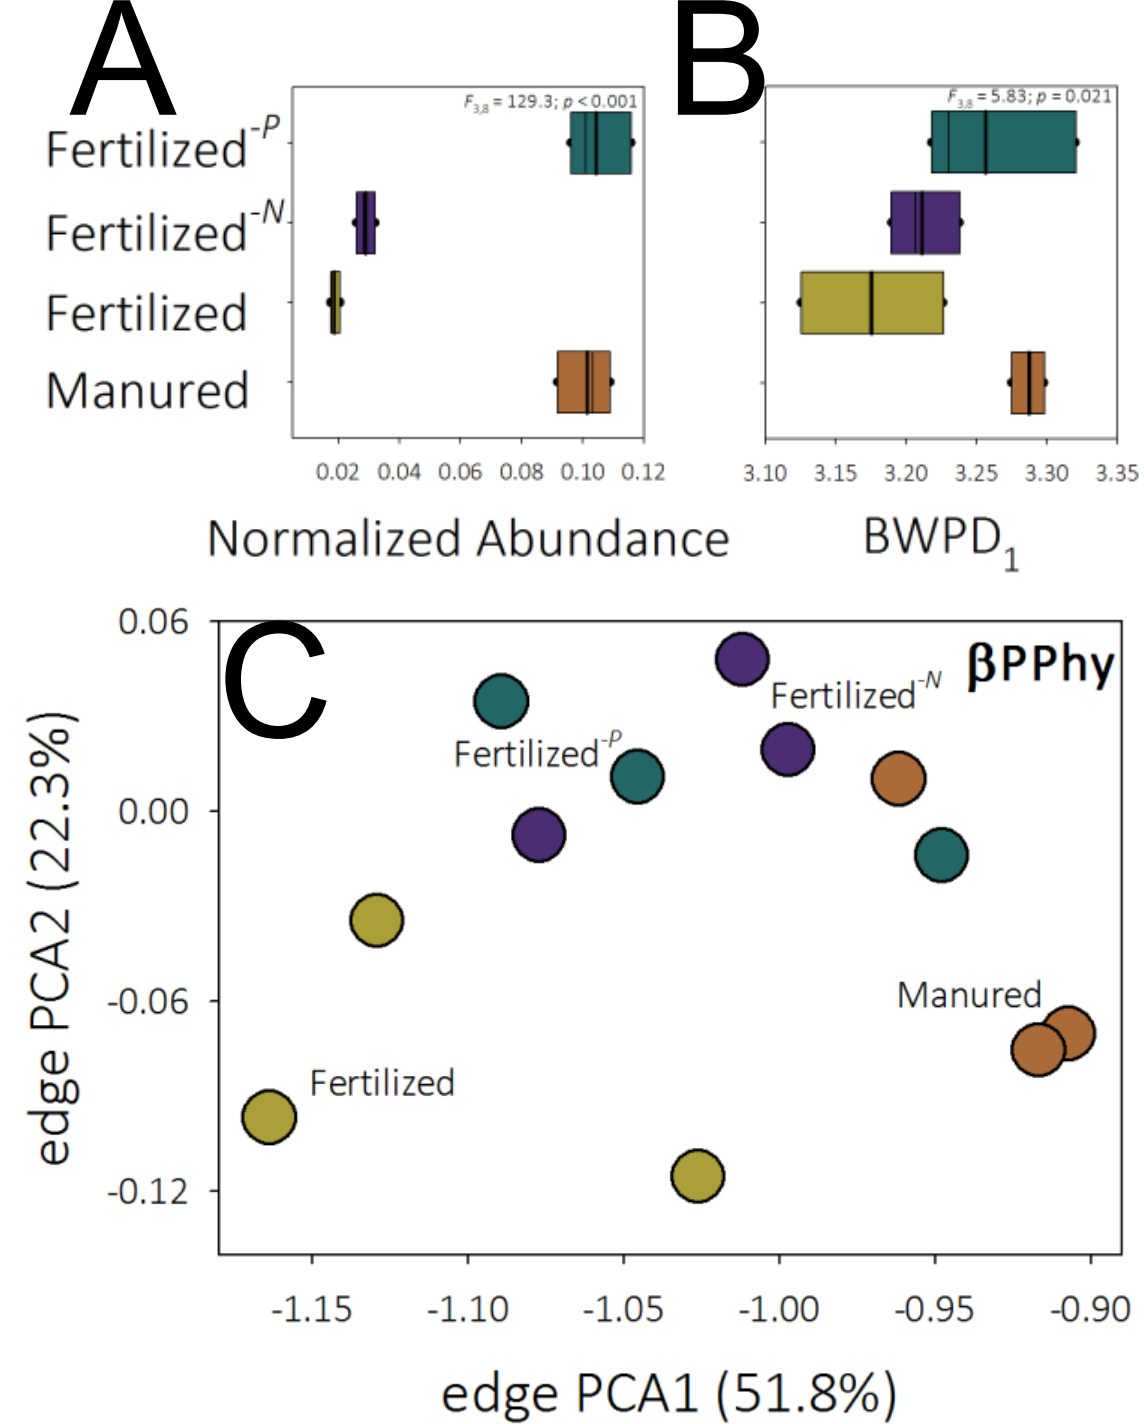 A
B
F3,8 = 129.3; p < 0.001
F3,8 = 5.83; p = 0.021
Fertilized-P
Fertilized-N
Fertilized
Manured
0.02 0.04 0.06 0.08 0.10 0.12
3.10 3.15 3.20 3.25 3.30 3.35
Normalized Abundance
BWPD1
C
βPPhy
0.06
0.00
-0.06
-0.12
edge PCA2 (22.3%)
Fertilized-N
Fertilized-P
Manured
Fertilized
-1.15 -1.10 -1.05 -1.00 -0.95 -0.90
edge PCA1 (51.8%)